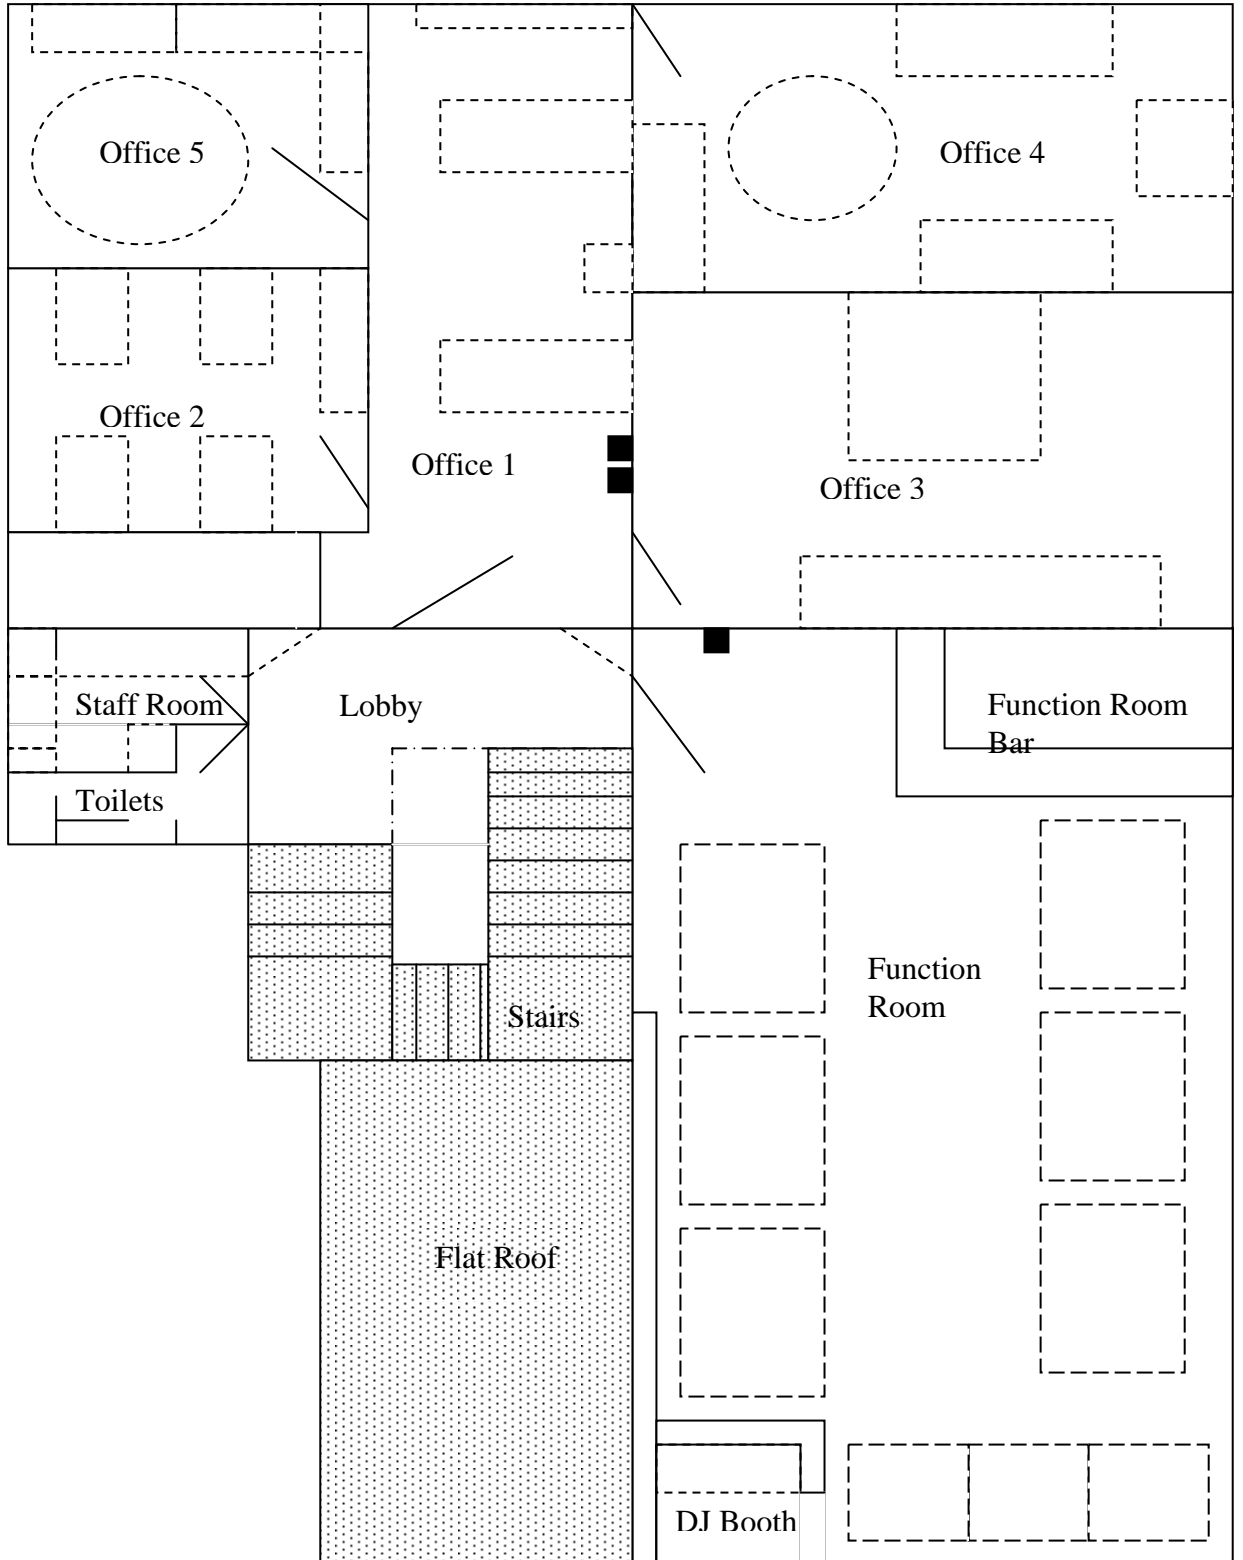 Office 5
Office 4
Office 2
Office 1
Office 3
Staff Room
Lobby
Function Room
Bar
Toilets
Function
Room
Stairs
Flat Roof
DJ Booth